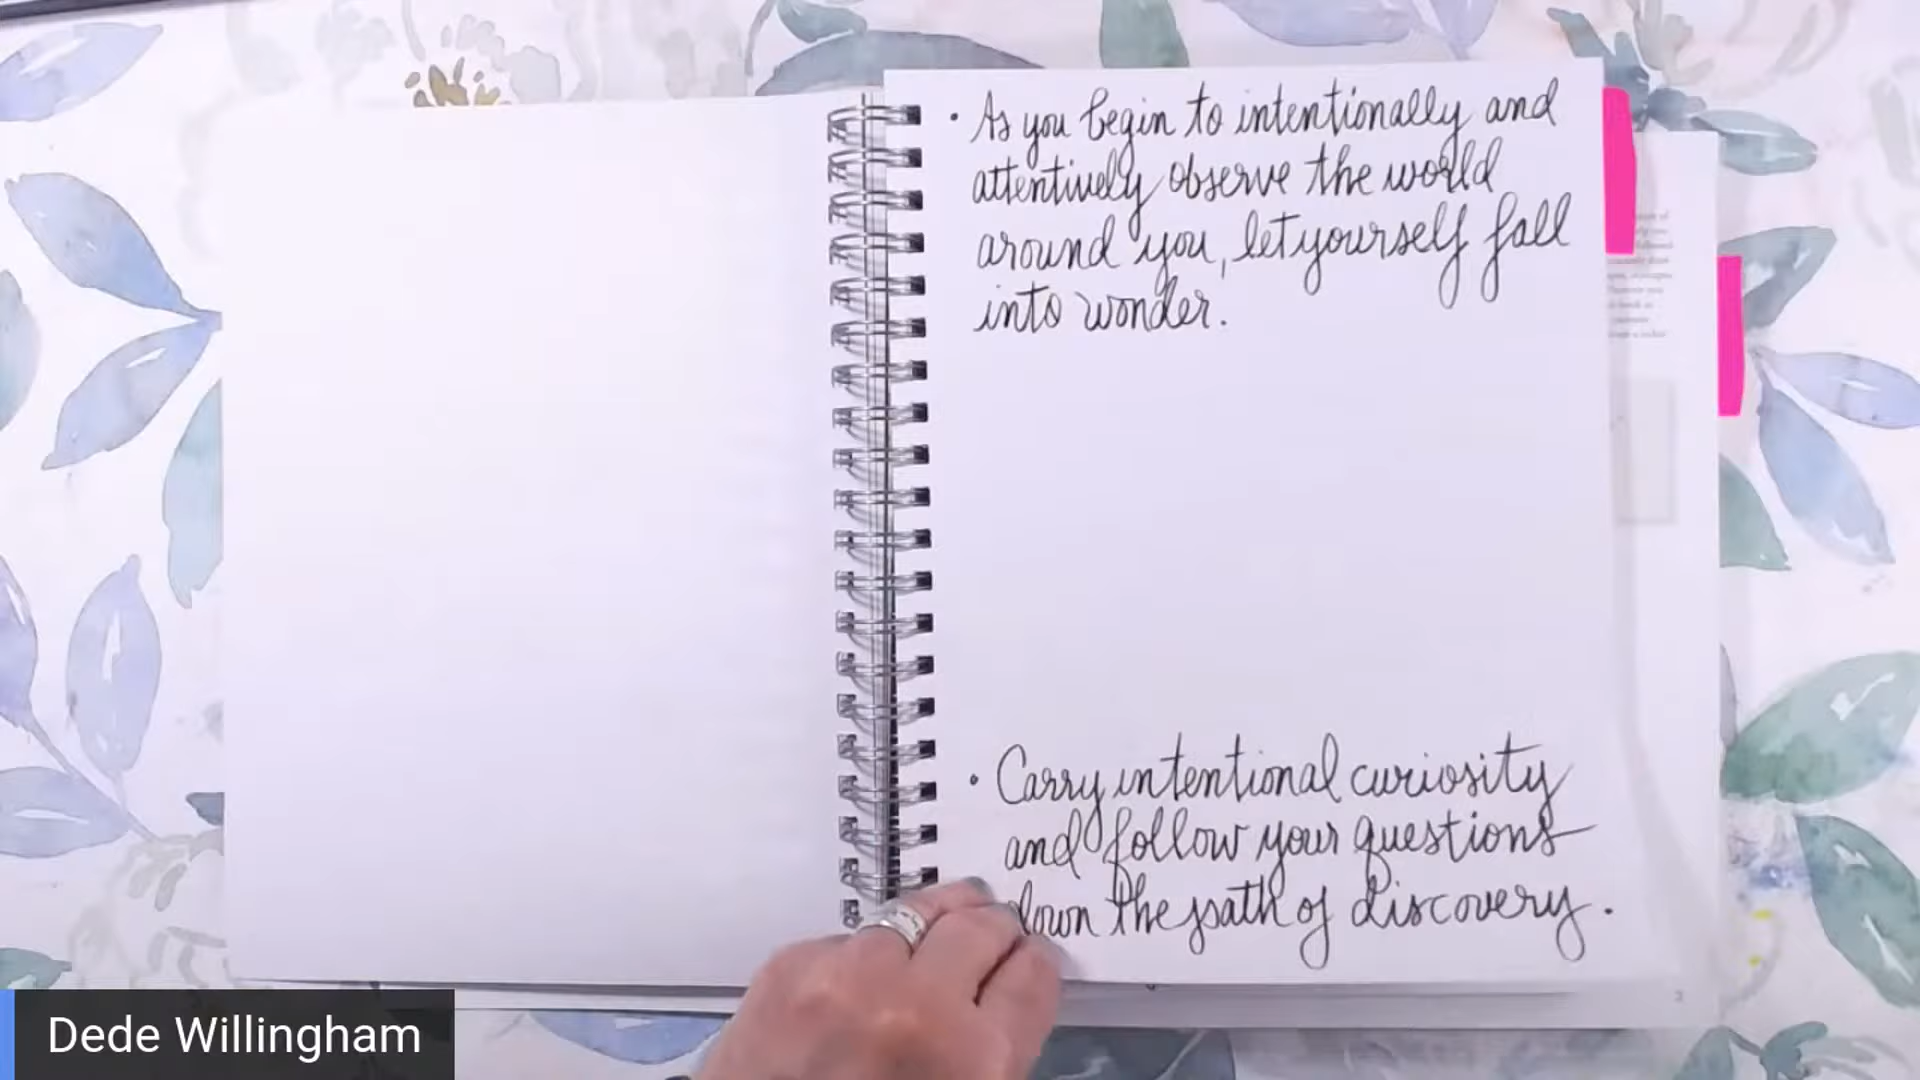 • As you begin to intentionally and
attentively observe the world
around you, let yourself fall
into wonder.
• Carry intentional curiosity
and follow your questions
down the path of discovery.
Dede Willingham